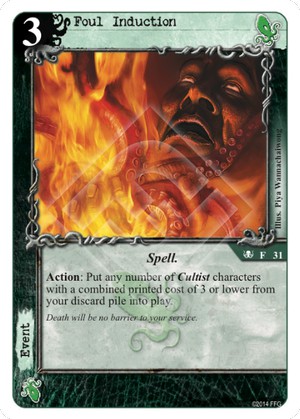 3
Foul Induction
Illus. Piya Wannachaiwong
F 31
Spell.
Action: Put any number of Cultist characters
with a combined printed cost of 3 or lower from
your discard pile into play.
Death will be no barrier to your service.
Event
©2014 FFG